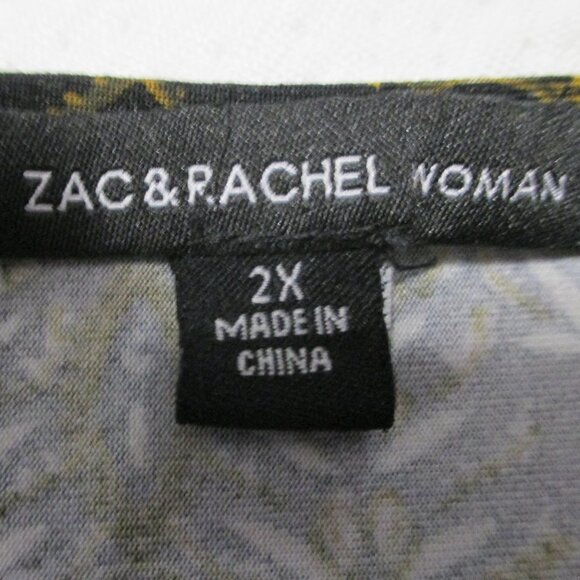 ZAC & RACHEL WOMAN
2X
MADE IN
CHINA